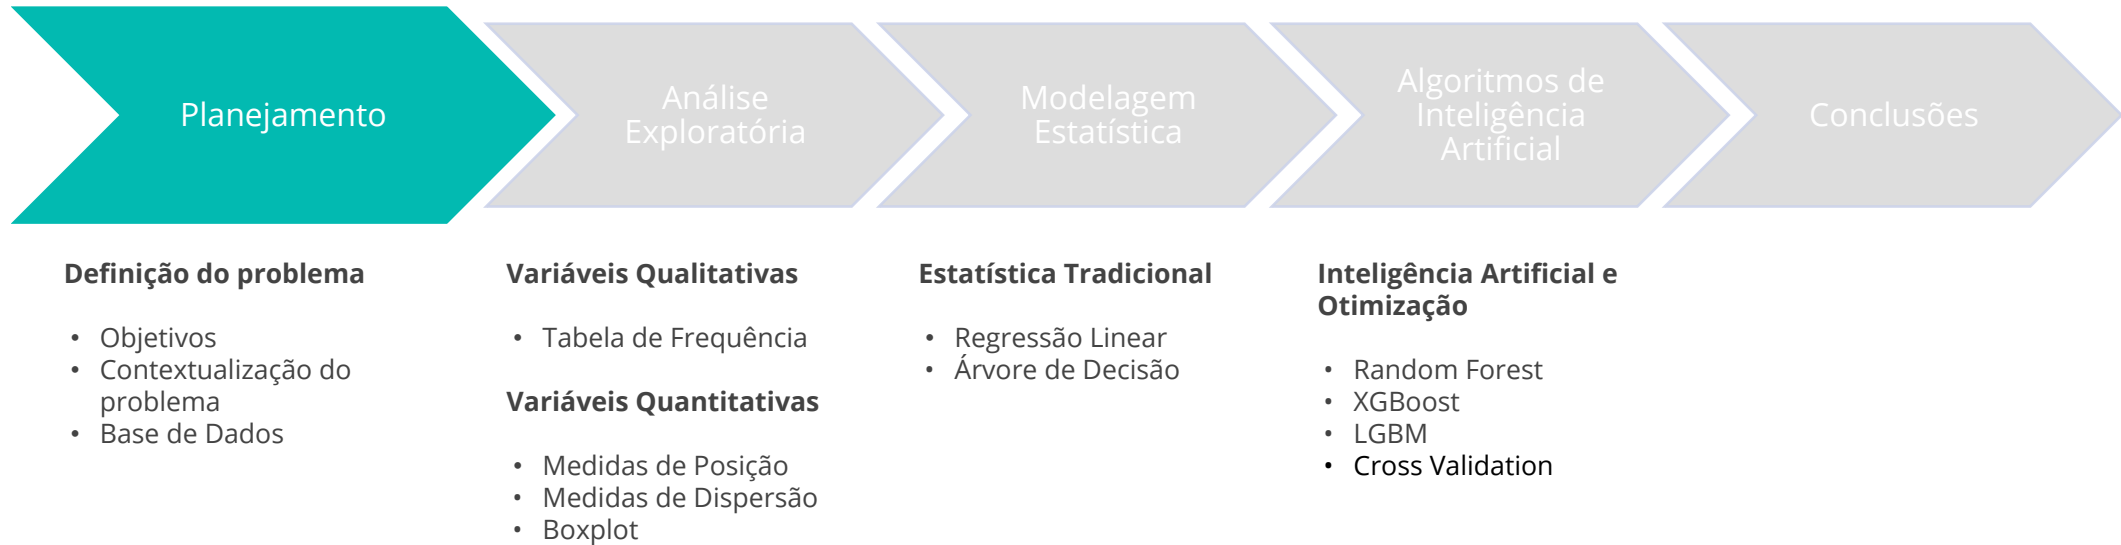 Planejamento
Análise
Exploratória
Modelagem
Estatística
Algoritmos de
Inteligência
Artificial
Conclusões
Definição do problema
• Objetivos
• Contextualização do
problema
• Base de Dados
Variáveis Qualitativas
• Tabela de Frequência
Variáveis Quantitativas
• Medidas de Posição
• Medidas de Dispersão
• Boxplot
Estatística Tradicional
• Regressão Linear
• Árvore de Decisão
Inteligência Artificial e
Otimização
• Random Forest
• XGBoost
• LGBM
• Cross Validation